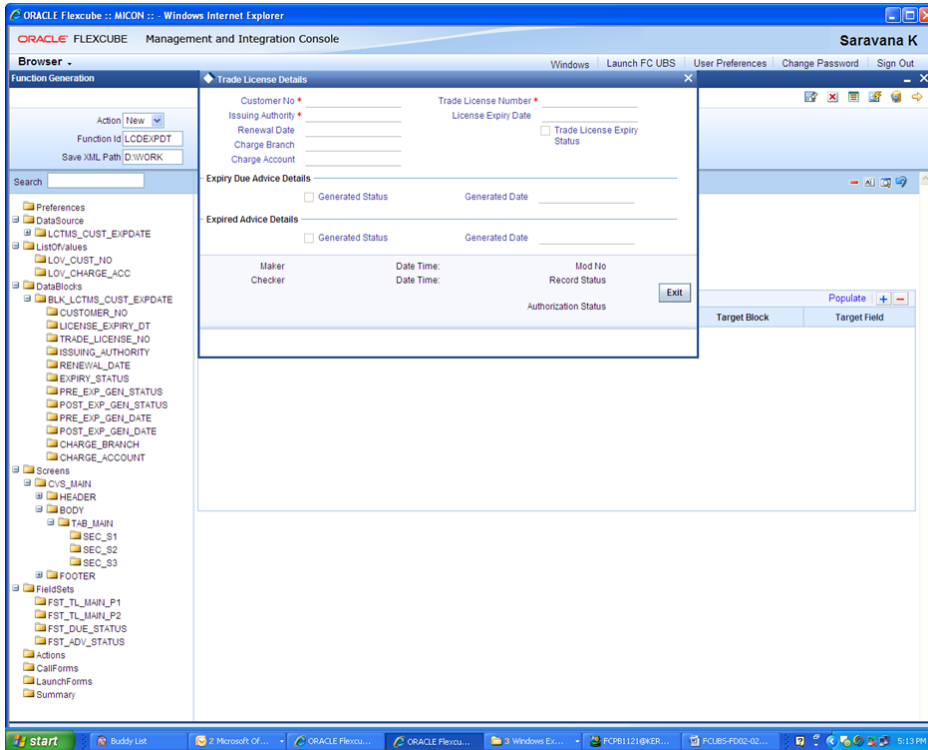 ORACLE Flexcube :: MICON :: - Windows Internet Explorer
ORACLE FLEXCUBE Management and Integration Console
Saravana K
Browser
Windows Launch FC UBS User Preferences Change Password Sign Out
Function Generation
Action New
Function Id LCDEXPDT
Save XML Path D:\WORK
Search
Preferences
DataSource
LCTMS_CUST_EXPDATE
ListOfValues
LOV_CUST_NO
LOV_CHARGE_ACC
DataBlocks
BLK_LCTMS_CUST_EXPDATE
CUSTOMER_NO
LICENSE_EXPIRY_DT
TRADE_LICENSE_NO
ISSUING_AUTHORITY
RENEWAL_DATE
EXPIRY_STATUS
PRE_EXP_GEN_STATUS
POST_EXP_GEN_STATUS
PRE_EXP_GEN_DATE
POST_EXP_GEN_DATE
CHARGE_BRANCH
CHARGE_ACCOUNT
Screens
CVS_MAIN
HEADER
BODY
TAB_MAIN
SEC_S1
SEC_S2
SEC_S3
FOOTER
FieldSets
FST_TL_MAIN_P1
FST_TL_MAIN_P2
FST_DUE_STATUS
FST_ADV_STATUS
Actions
CallForms
LaunchForms
Summary
Trade License Details
Customer No * Trade License Number *
Issuing Authority * License Expiry Date
Renewal Date Trade License Expiry
Status
Charge Branch
Charge Account
Expiry Due Advice Details
Generated Status Generated Date
Expired Advice Details
Generated Status Generated Date
Maker Date Time: Mod No
Checker Date Time: Record Status
Exit
Authorization Status
Populate + −
Target Block Target Field
start Buddy List 2 Microsoft Of... ORACLE Flexcu... ORACLE Flexcu... 3 Windows Ex... FCPB1121@KER... FCUBS-FD02-02... 5:13 PM